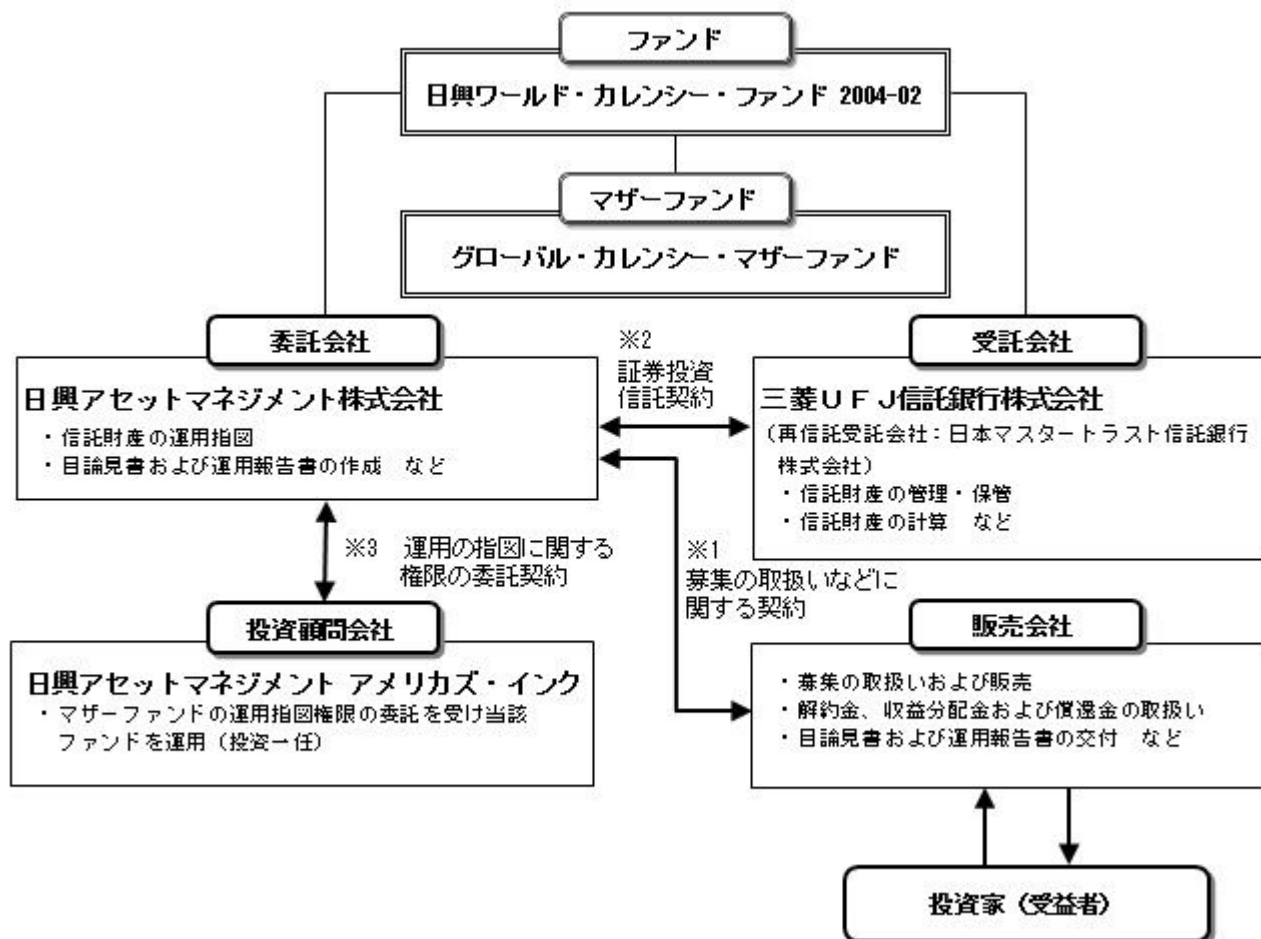 ファンド
日興ワールド・カレンシー・ファンド 2004-02
マザーファンド
グローバル・カレンシー・マザーファンド
委託会社
日興アセットマネジメント株式会社
・信託財産の運用指図
・目論見書および運用報告書の作成　など
※2
証券投資
信託契約
受託会社
三菱ＵＦＪ信託銀行株式会社
（再信託受託会社：日本マスタートラスト信託銀行
株式会社）
・信託財産の管理・保管
・信託財産の計算　など
※3　運用の指図に関する
権限の委託契約
※1
募集の取扱いなどに
関する契約
投資顧問会社
日興アセットマネジメント アメリカズ・インク
・マザーファンドの運用指図権限の委託を受け当該
ファンドを運用（投資一任）
販売会社
・募集の取扱いおよび販売
・解約金、収益分配金および償還金の取扱い
・目論見書および運用報告書の交付　など
投資家（受益者）